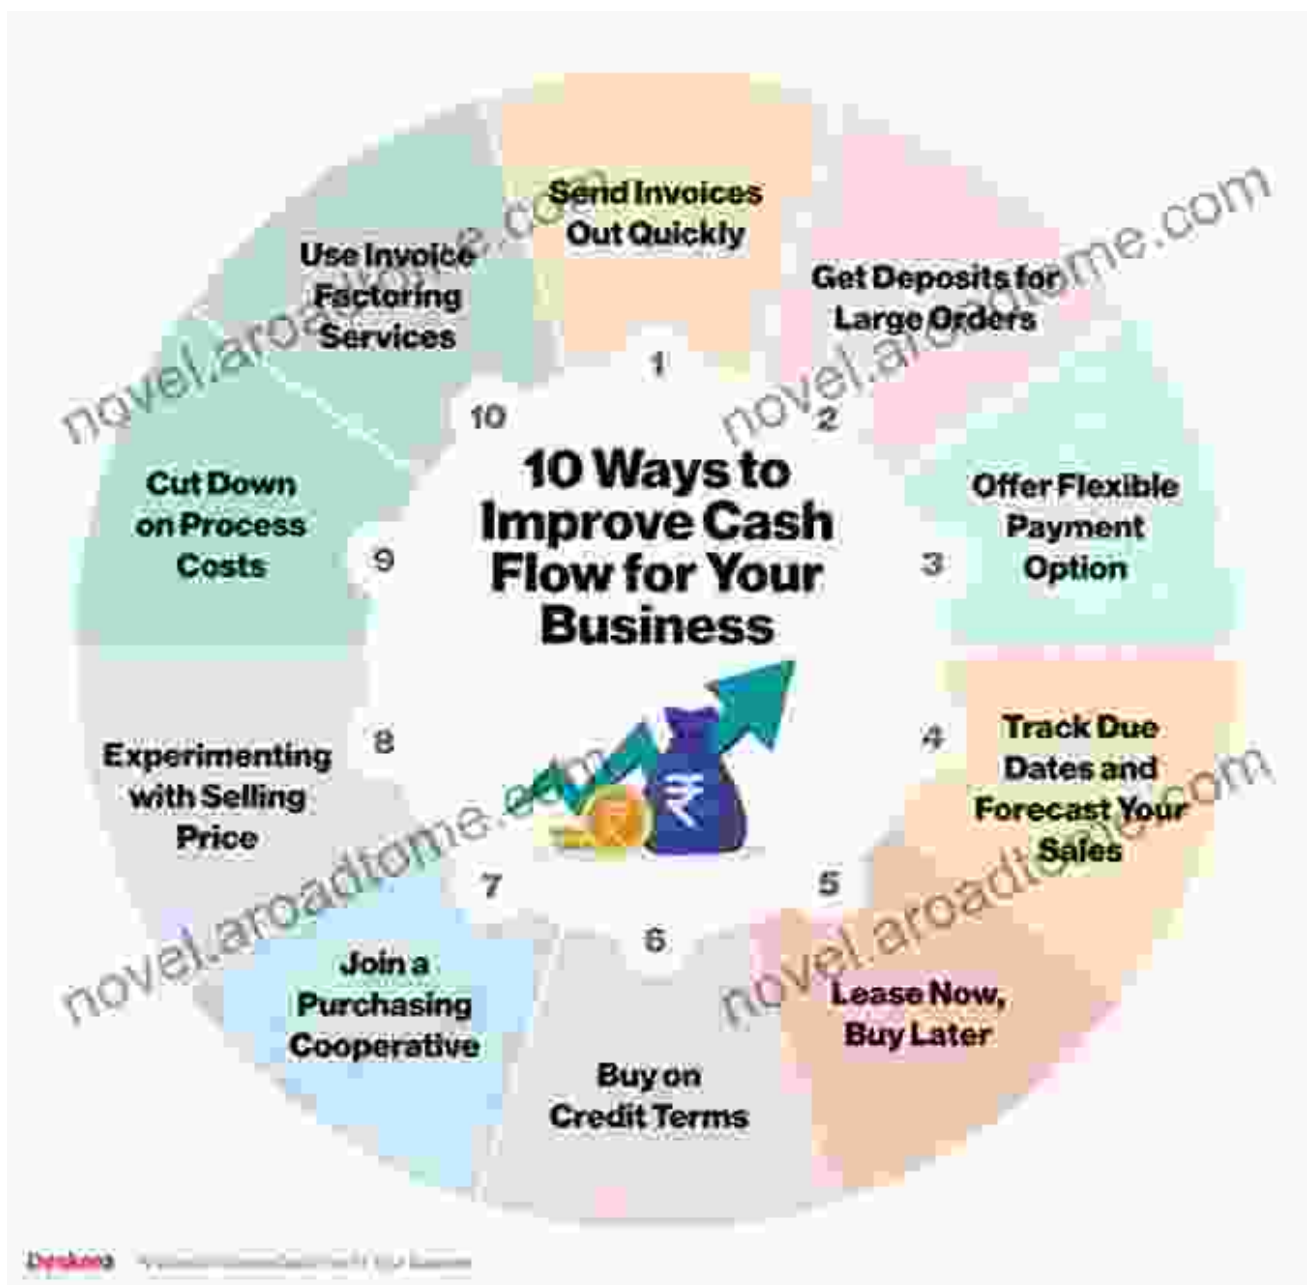 10 Ways to
Improve Cash
Flow for Your
Business
1
Send Invoices
Out Quickly
2
Get Deposits for
Large Orders
3
Offer Flexible
Payment
Option
4
Track Due
Dates and
Forecast Your
Sales
5
Lease Now,
Buy Later
6
Buy on
Credit Terms
7
Join a
Purchasing
Cooperative
8
Experimenting
with Selling
Price
9
Cut Down
on Process
Costs
10
Use Invoice
Factoring
Services
₹
novel.aroadtome.com
novel.aroadtome.com
novel.aroadtome.com
novel.aroadtome.com
Deskera